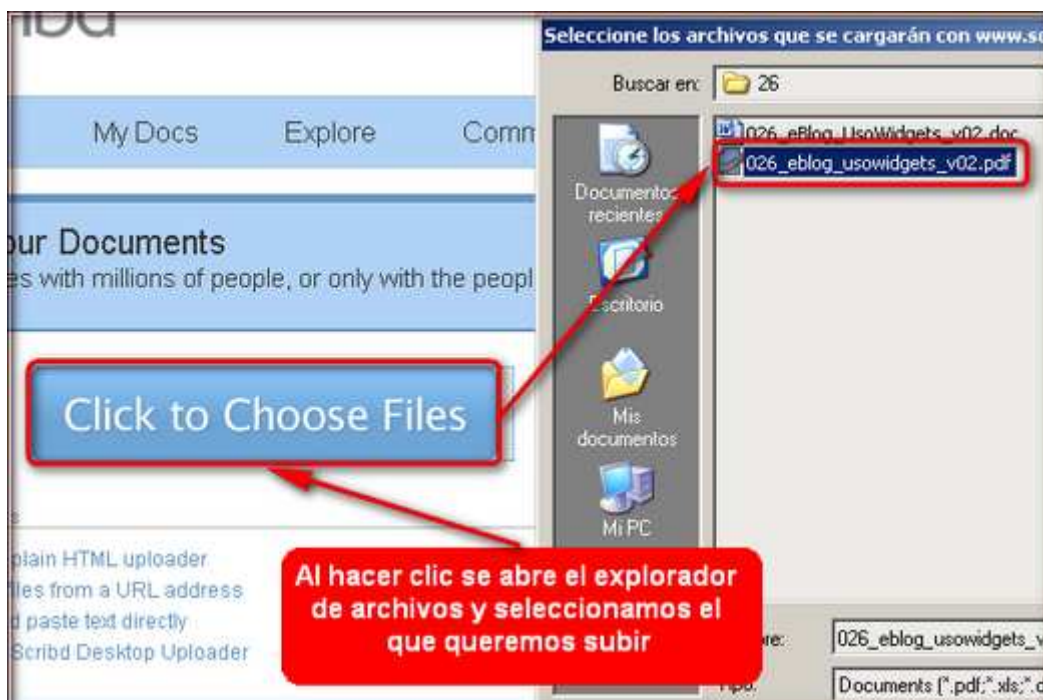 My Docs Explore Comm
our Documents
es with millions of people, or only with the peopl
Click to Choose Files
plain HTML uploader
files from a URL address
d paste text directly
Scribd Desktop Uploader
Al hacer clic se abre el explorador
de archivos y seleccionamos el
que queremos subir
Seleccione los archivos que se cargarán con www.sc
Buscar en: 26
026_eBlog_UsoWidgets_v02.doc
026_eblog_usowidgets_v02.pdf
Documentos
recientes
Escritorio
Mis
documentos
Mi PC
bre: 026_eblog_usowidgets_v
Tipo: Documents (*.pdf;*.xls;*.d